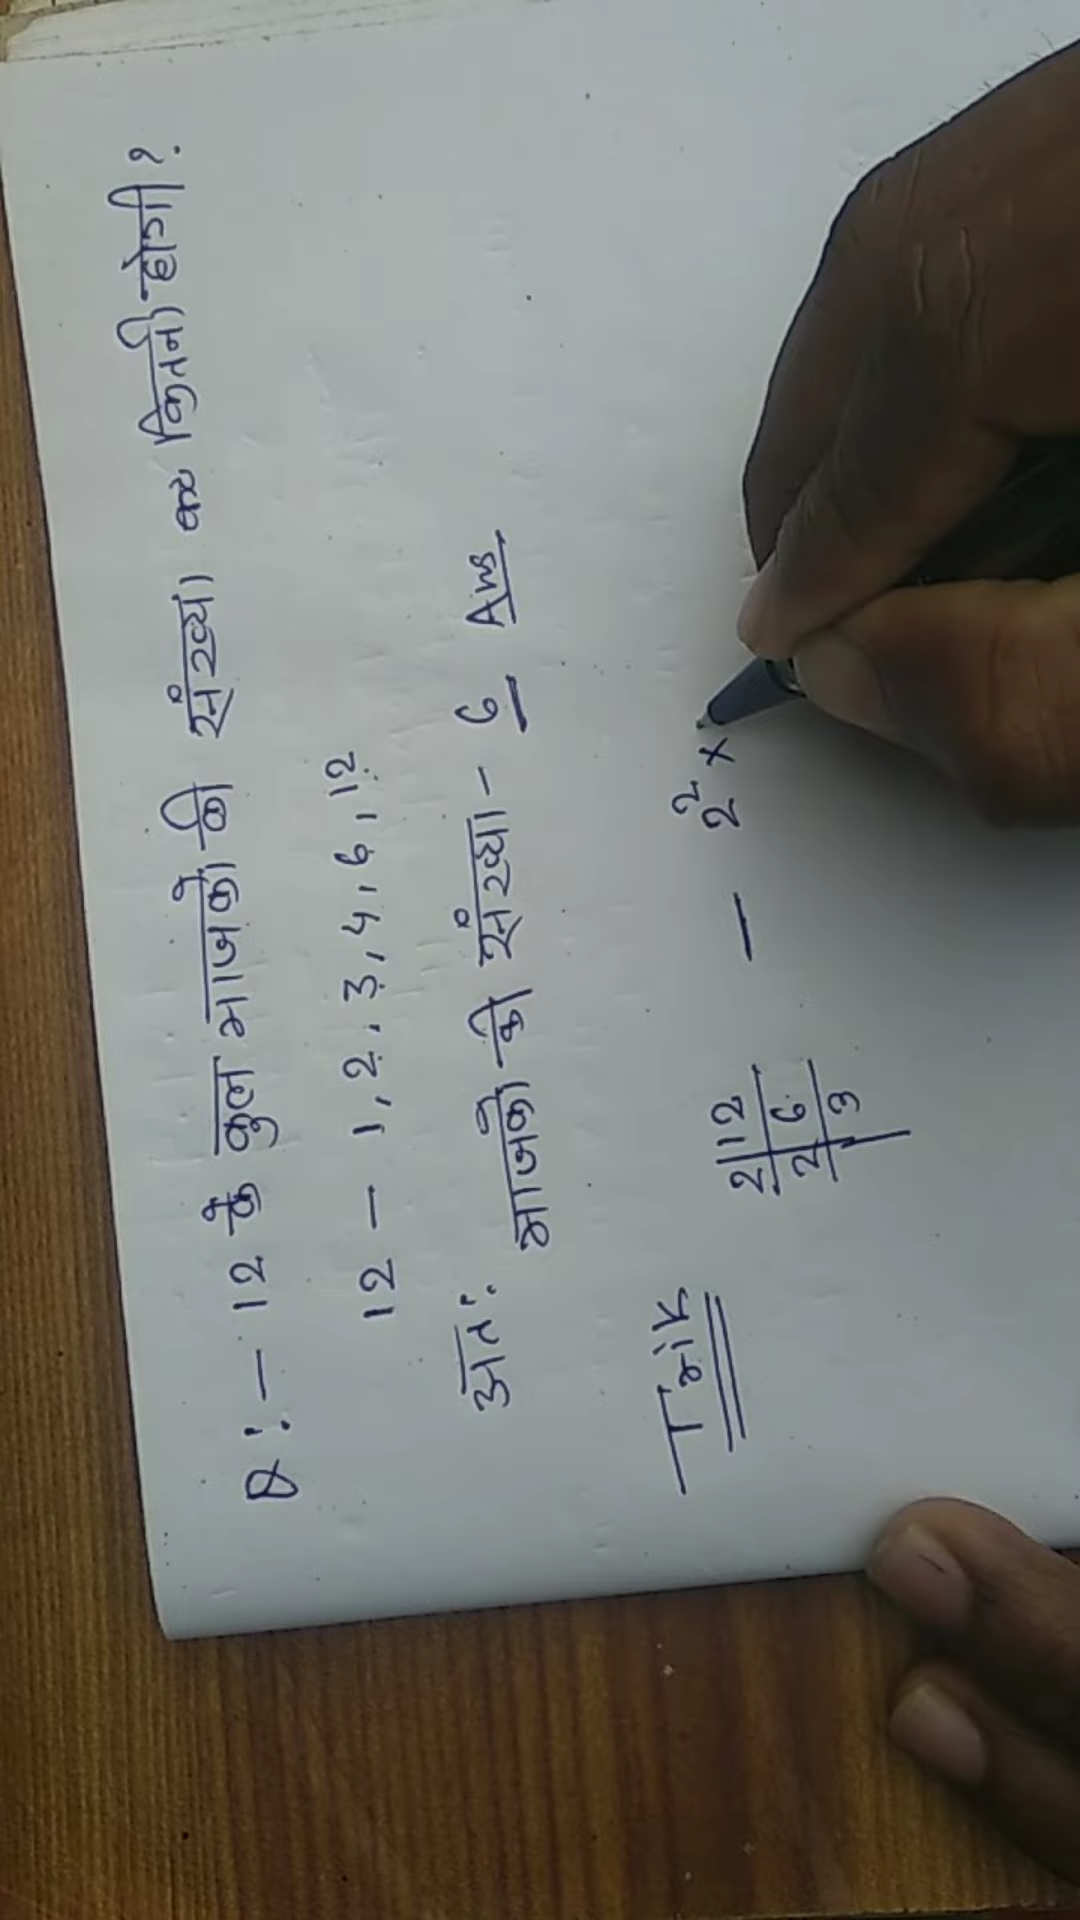 Q:- 12 के कुल भाजको की संख्या कितनी होगी?
12 - 1, 2, 3, 4, 6, 12
अतः भाजको की संख्या - 6 Ans
Trik
2 12 - 2² ×
2 6
3